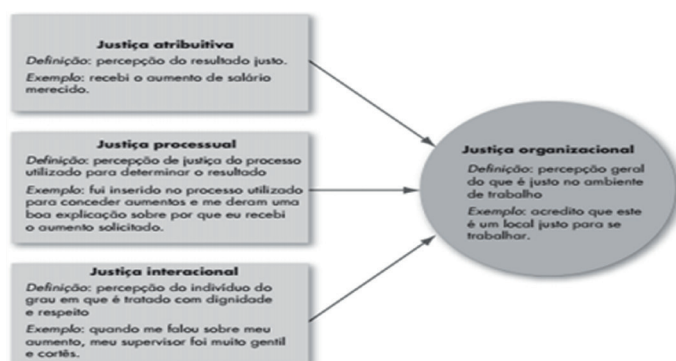 Justiça atribuitiva
Definição: percepção do resultado justo.
Exemplo: recebi o aumento de salário
merecido.
Justiça processual
Definição: percepção de justiça do processo
utilizado para determinar o resultado
Exemplo: fui inserido no processo utilizado
para conceder aumentos e me deram uma
boa explicação sobre por que eu recebi
o aumento solicitado.
Justiça interacional
Definição: percepção do indivíduo do
grau em que é tratado com dignidade
e respeito
Exemplo: quando me falou sobre meu
aumento, meu supervisor foi muito gentil
e cortês.
Justiça organizacional
Definição: percepção geral
do que é justo no ambiente
de trabalho
Exemplo: acredito que este
é um local justo para se
trabalhar.